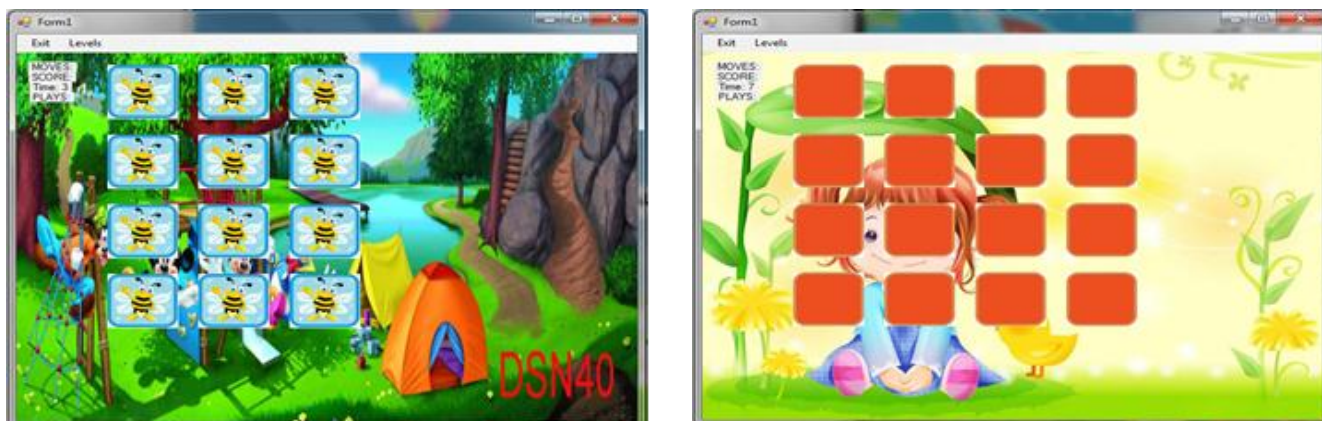 Form1
Exit Levels
MOVES:
SCORE:
Time: 3
PLAYS:
DSN40
Form1
Exit Levels
MOVES:
SCORE:
Time: 7
PLAYS: